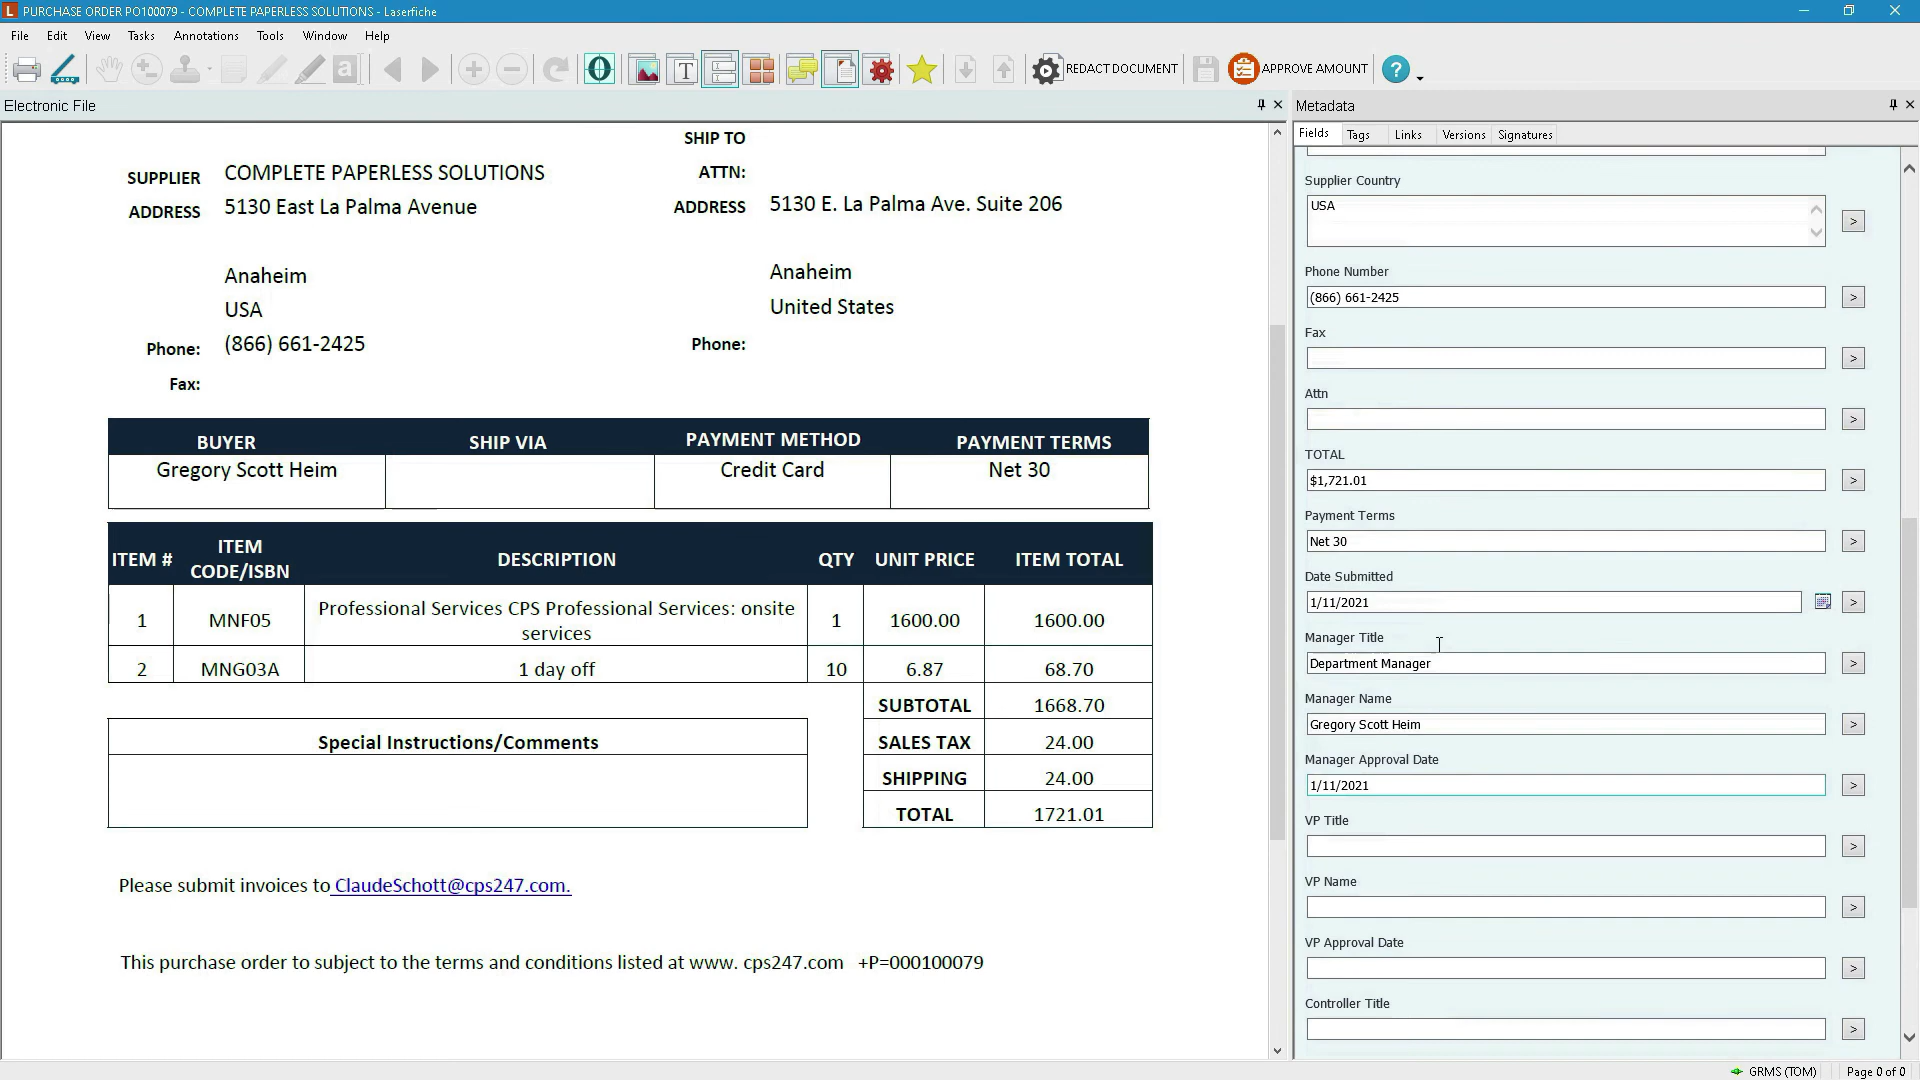 PURCHASE ORDER PO100079 - COMPLETE PAPERLESS SOLUTIONS - Laserfiche
File Edit View Tasks Annotations Tools Window Help
REDACT DOCUMENT APPROVE AMOUNT
Electronic File
SHIP TO
SUPPLIER COMPLETE PAPERLESS SOLUTIONS ATTN:
ADDRESS 5130 East La Palma Avenue ADDRESS 5130 E. La Palma Ave. Suite 206
Anaheim Anaheim
USA United States
Phone: (866) 661-2425 Phone:
Fax:
BUYER SHIP VIA PAYMENT METHOD PAYMENT TERMS
Gregory Scott Heim Credit Card Net 30
ITEM # ITEM CODE/ISBN DESCRIPTION QTY UNIT PRICE ITEM TOTAL
1 MNF05 Professional Services CPS Professional Services: onsite services 1 1600.00 1600.00
2 MNG03A 1 day off 10 6.87 68.70
SUBTOTAL 1668.70
Special Instructions/Comments SALES TAX 24.00
SHIPPING 24.00
TOTAL 1721.01
Please submit invoices to ClaudeSchott@cps247.com.
This purchase order to subject to the terms and conditions listed at www. cps247.com +P=000100079
Metadata
Fields Tags Links Versions Signatures
Supplier Country
USA
Phone Number
(866) 661-2425
Fax
Attn
TOTAL
$1,721.01
Payment Terms
Net 30
Date Submitted
1/11/2021
Manager Title
Department Manager
Manager Name
Gregory Scott Heim
Manager Approval Date
1/11/2021
VP Title
VP Name
VP Approval Date
Controller Title
GRMS (TOM) Page 0 of 0